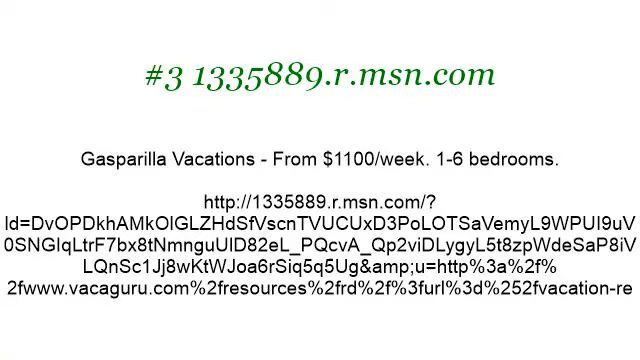 #3 1335889.r.msn.com
Gasparilla Vacations - From $1100/week. 1-6 bedrooms.
http://1335889.r.msn.com/?
ld=DvOPDkhAMkOlGLZHdSfVscnTVUCUxD3PoLOTSaVemyL9WPUI9uV
0SNGIqLtrF7bx8tNmnguUlD82eL_PQcvA_Qp2viDLygyL5t8zpWdeSaP8iV
LQnSc1Jj8wKtWJoa6rSiq5q5Ug&amp;u=http%3a%2f%
2fwww.vacaguru.com%2fresources%2frd%2f%3furl%3d%252fvacation-re